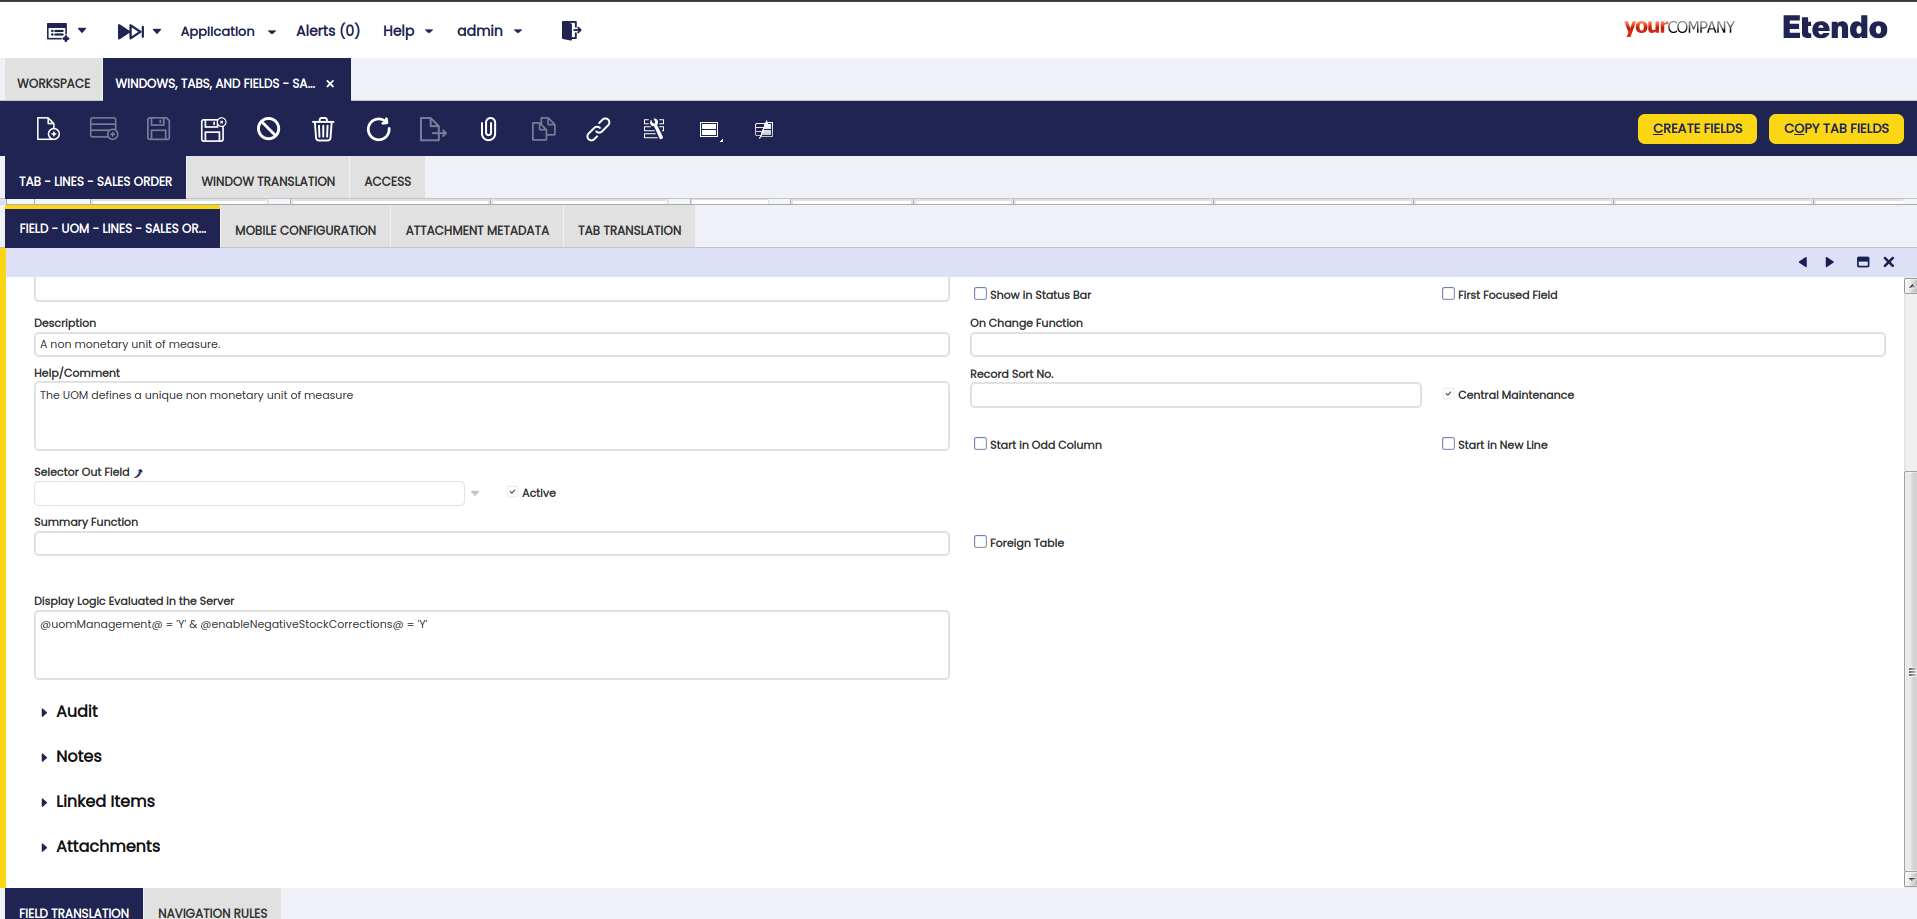 Application
Alerts (0)
Help
admin
yourCOMPANY
Etendo
WORKSPACE
WINDOWS, TABS, AND FIELDS - SA...
CREATE FIELDS
COPY TAB FIELDS
TAB - LINES - SALES ORDER
WINDOW TRANSLATION
ACCESS
FIELD - UOM - LINES - SALES OR...
MOBILE CONFIGURATION
ATTACHMENT METADATA
TAB TRANSLATION
Show in Status Bar
First Focused Field
Description
A non monetary unit of measure.
On Change Function
Help/Comment
The UOM defines a unique non monetary unit of measure
Record Sort No.
Central Maintenance
Start in Odd Column
Start in New Line
Selector Out Field
Active
Summary Function
Foreign Table
Display Logic Evaluated in the Server
@uomManagement@ = 'Y' & @enableNegativeStockCorrections@ = 'Y'
Audit
Notes
Linked Items
Attachments
FIELD TRANSLATION
NAVIGATION RULES